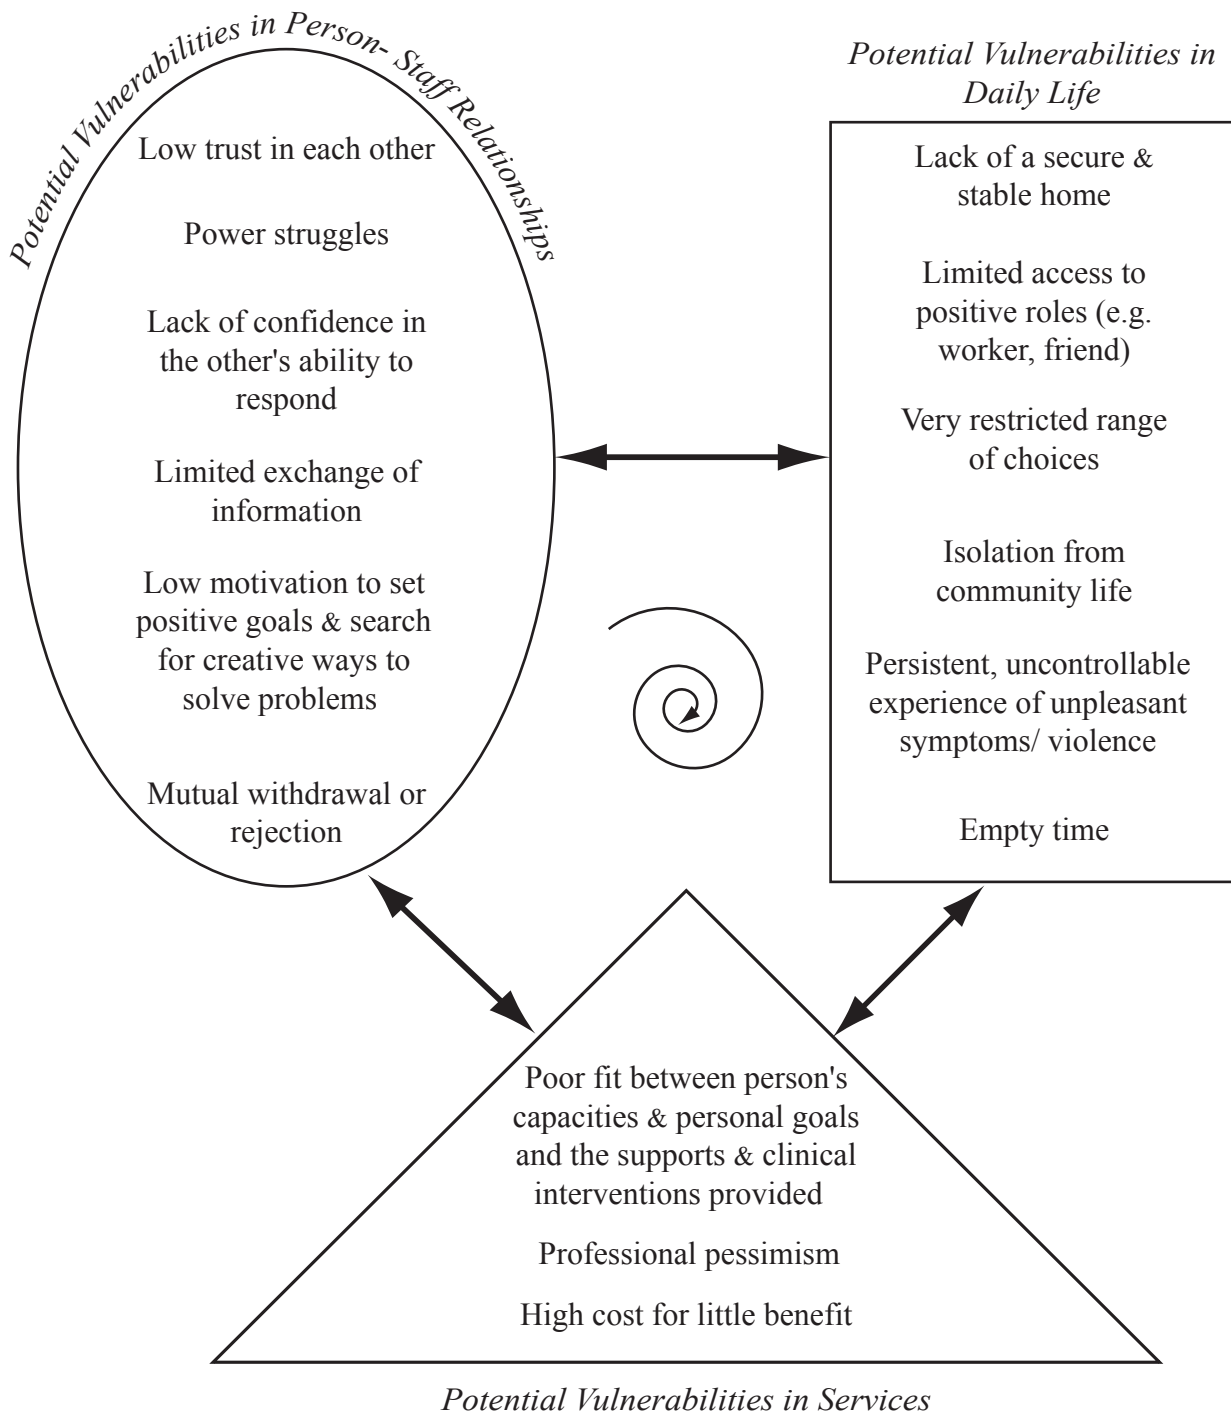 Potential Vulnerabilities in Person- Staff Relationships
Low trust in each other
Power struggles
Lack of confidence in
the other's ability to
respond
Limited exchange of
information
Low motivation to set
positive goals & search
for creative ways to
solve problems
Mutual withdrawal or
rejection
Potential Vulnerabilities in
Daily Life
Lack of a secure &
stable home
Limited access to
positive roles (e.g.
worker, friend)
Very restricted range
of choices
Isolation from
community life
Persistent, uncontrollable
experience of unpleasant
symptoms/ violence
Empty time
Poor fit between person's
capacities & personal goals
and the supports & clinical
interventions provided
Professional pessimism
High cost for little benefit
Potential Vulnerabilities in Services